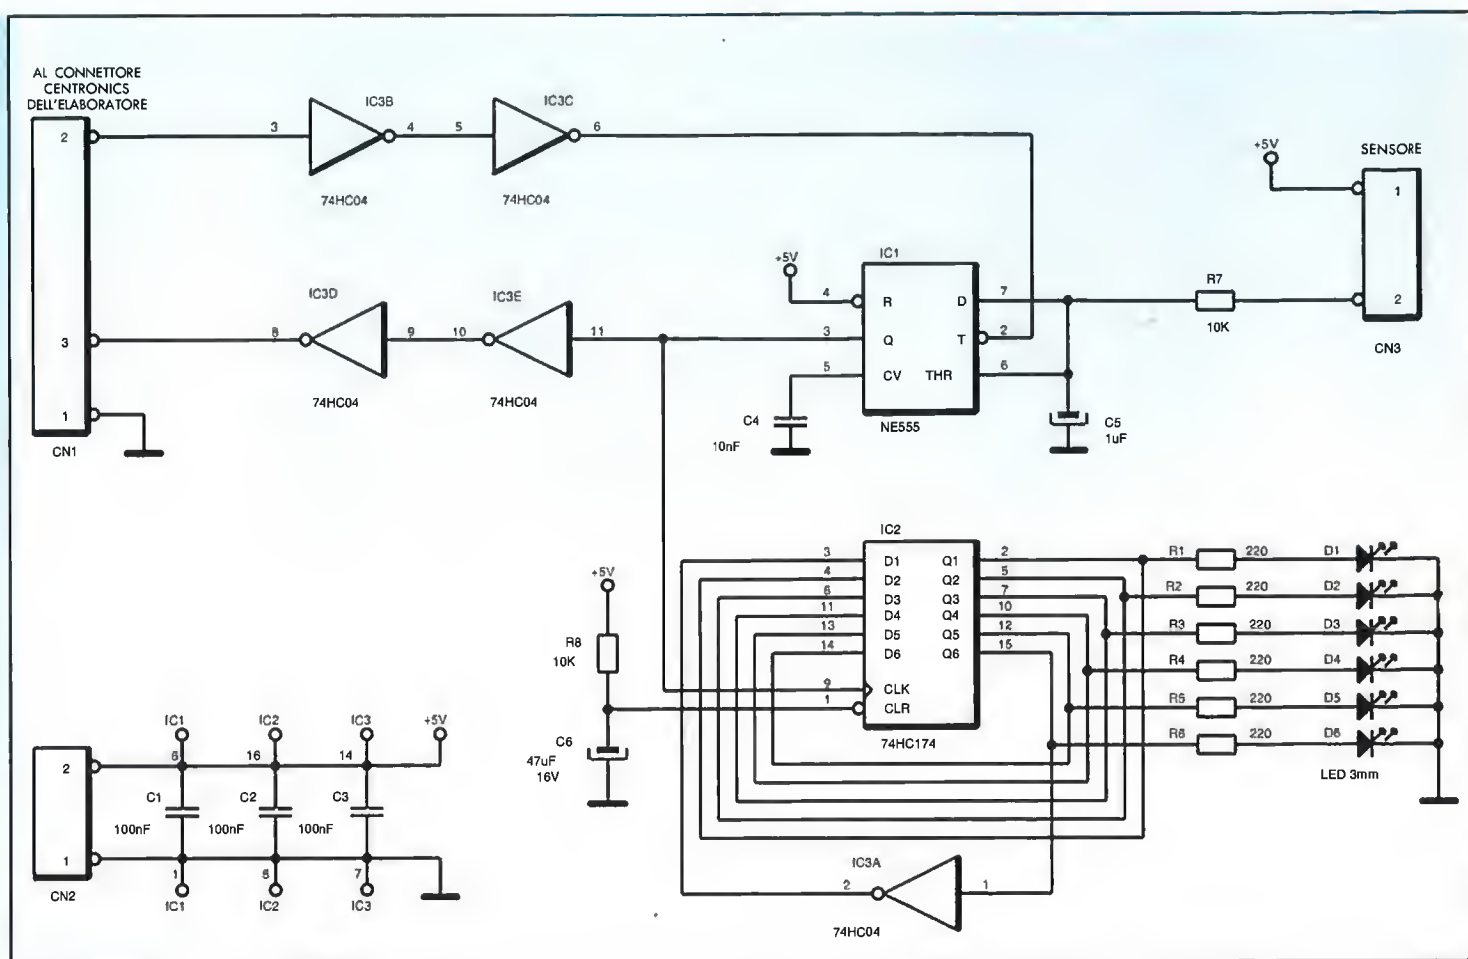 AL CONNETTORE
CENTRONICS
DELL'ELABORATORE
2
3
1
CN1
3
IC3B
4
74HC04
5
IC3C
6
74HC04
8
IC3D
9
74HC04
10
IC3E
11
74HC04
+5V
IC1
4
R
D
7
3
Q
T
2
5
CV
THR
6
NE555
C4
10nF
C5
1uF
R7
10K
+5V
SENSORE
1
2
CN3
IC2
3
D1
Q1
2
4
D2
Q2
5
6
D3
Q3
7
11
D4
Q4
10
13
D5
Q5
12
14
D6
Q6
15
9
CLK
1
CLR
74HC174
+5V
R8
10K
C6
47uF
16V
R1
220
D1
R2
220
D2
R3
220
D3
R4
220
D4
R5
220
D5
R6
220
D6
LED 3mm
IC3A
2
1
74HC04
IC1
IC2
IC3
+5V
2
16
14
C1
C2
C3
100nF
100nF
100nF
1
1
7
IC1
IC2
IC3
CN2